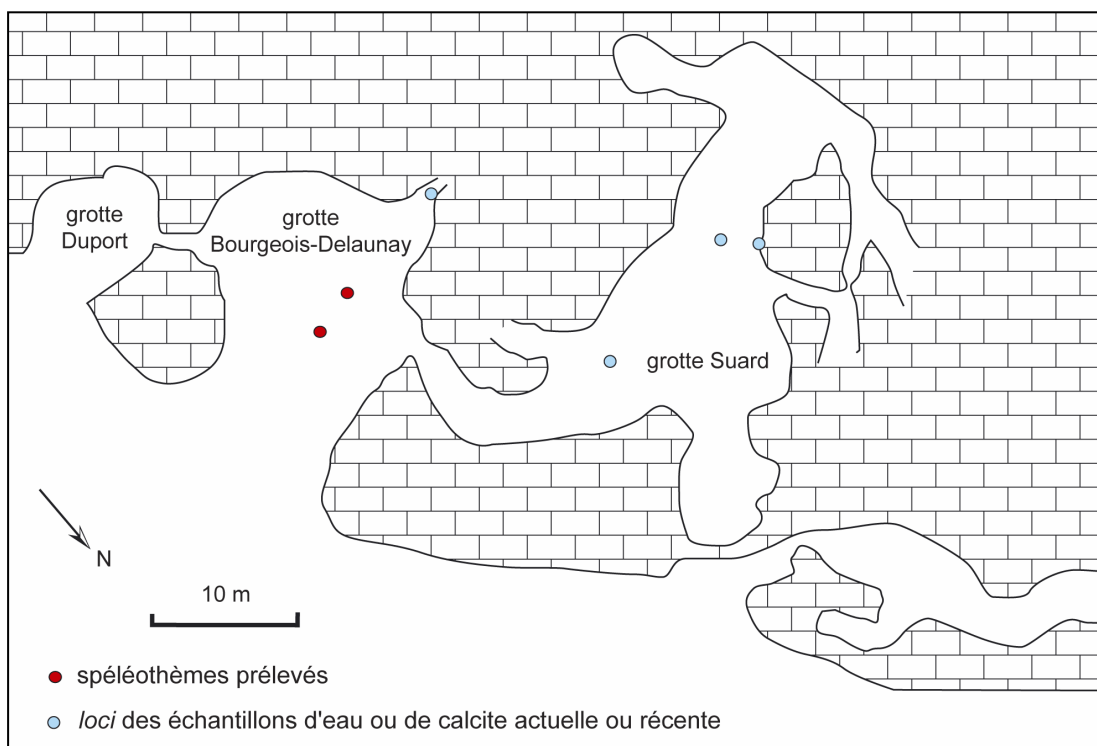 grotte
Duport
grotte
Bourgeois-Delaunay
grotte Suard
N
10 m
spéléothèmes prélevés
loci des échantillons d'eau ou de calcite actuelle ou récente